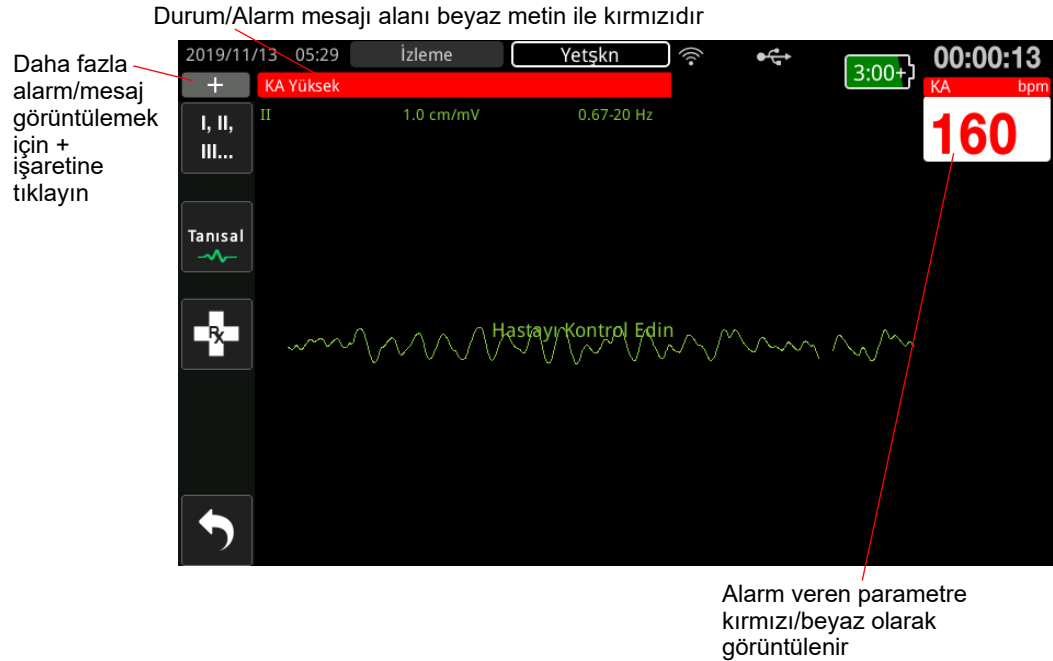 Durum/Alarm mesajı alanı beyaz metin ile kırmızıdır
Daha fazla
alarm/mesaj
görüntülemek
için +
işaretine
tıklayın
2019/11/13 05:29 İzleme Yetşkn 3:00+ 00:00:13
+ KA Yüksek KA bpm
I, II,
III...
II 1.0 cm/mV 0.67-20 Hz
160
Tanısal
Rx
Hastayı Kontrol Edin
Alarm veren parametre
kırmızı/beyaz olarak
görüntülenir